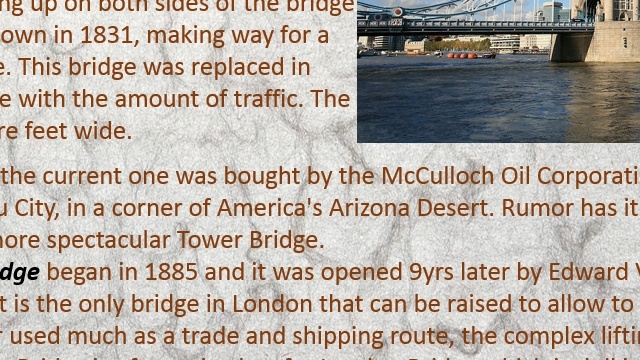 ng up on both sides of the bridge
own in 1831, making way for a
e. This bridge was replaced in
e with the amount of traffic. The
re feet wide.
the current one was bought by the McCulloch Oil Corporati
u City, in a corner of America's Arizona Desert. Rumor has it
more spectacular Tower Bridge.
dge began in 1885 and it was opened 9yrs later by Edward V
t is the only bridge in London that can be raised to allow to
r used much as a trade and shipping route, the complex lifti